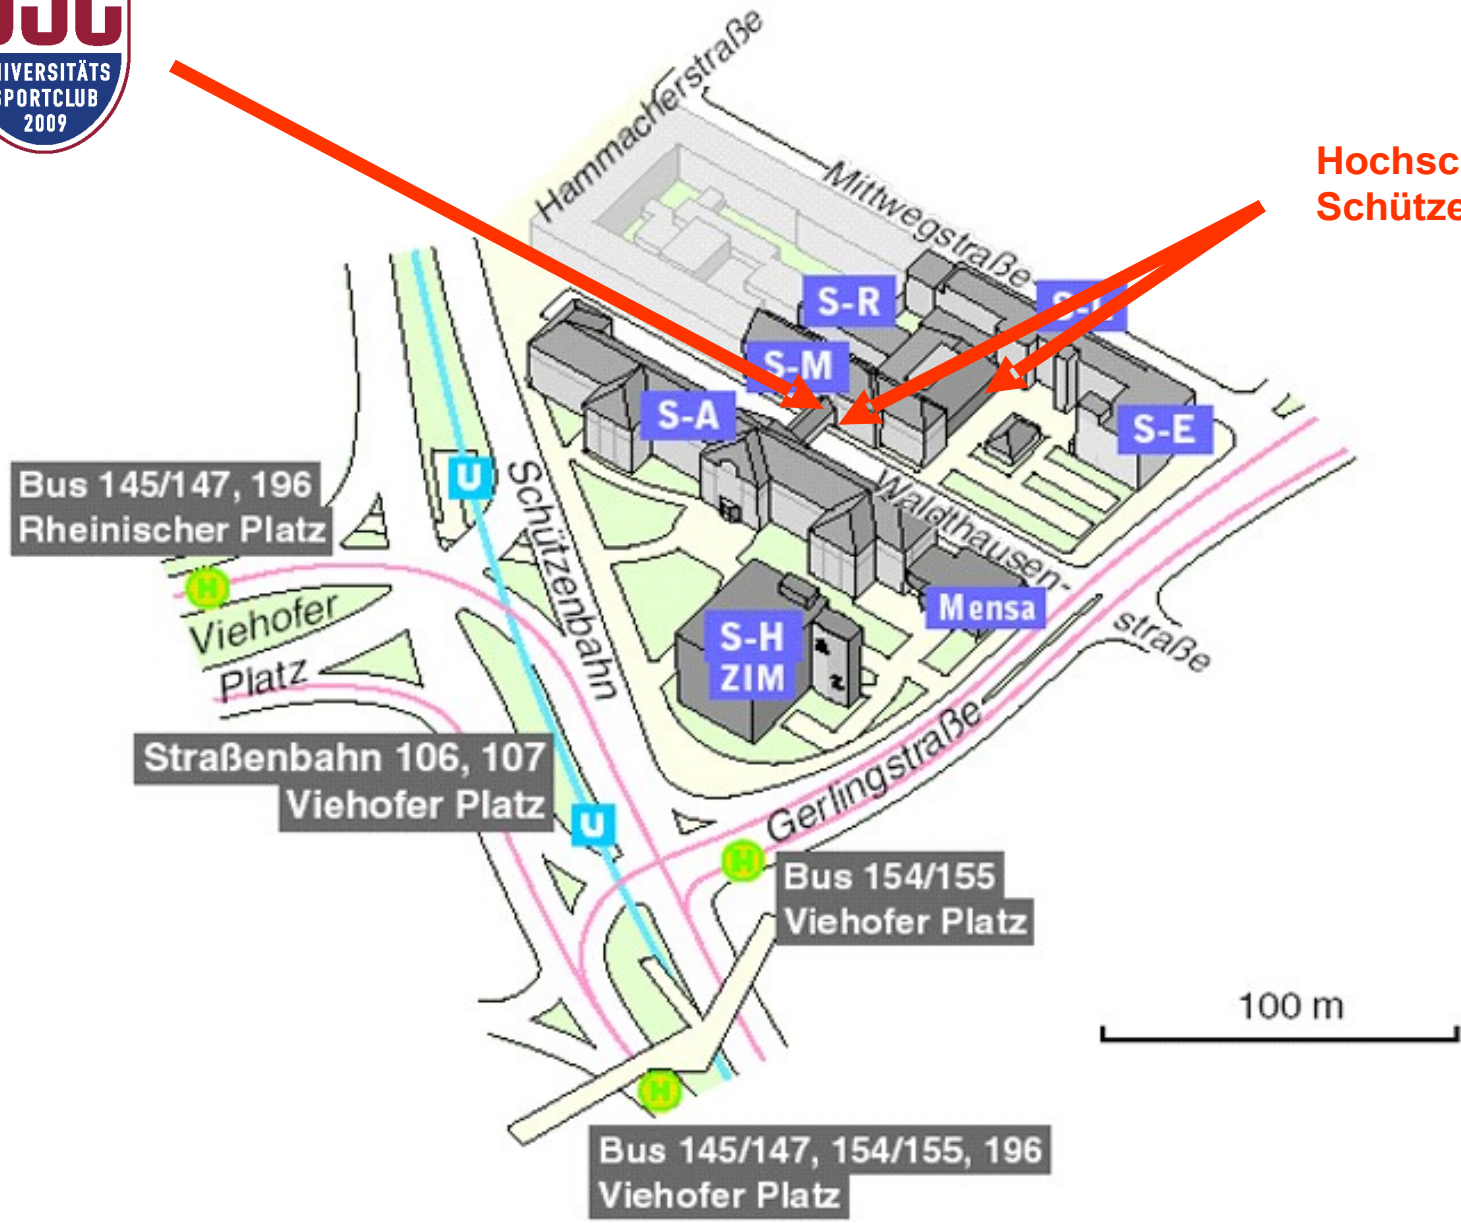 NIVERSITÄTS
SPORTCLUB
2009
Hammacherstraße
Mittwegstraße
Hochsc
Schütze
S-R
S-M
S-A
S-E
Bus 145/147, 196
Rheinischer Platz
U
Schützenbahn
Waldthausen-
straße
Mensa
H
Viehofer
Platz
S-H
ZIM
Straßenbahn 106, 107
Viehofer Platz
U
Gerlingstraße
H
Bus 154/155
Viehofer Platz
100 m
H
Bus 145/147, 154/155, 196
Viehofer Platz